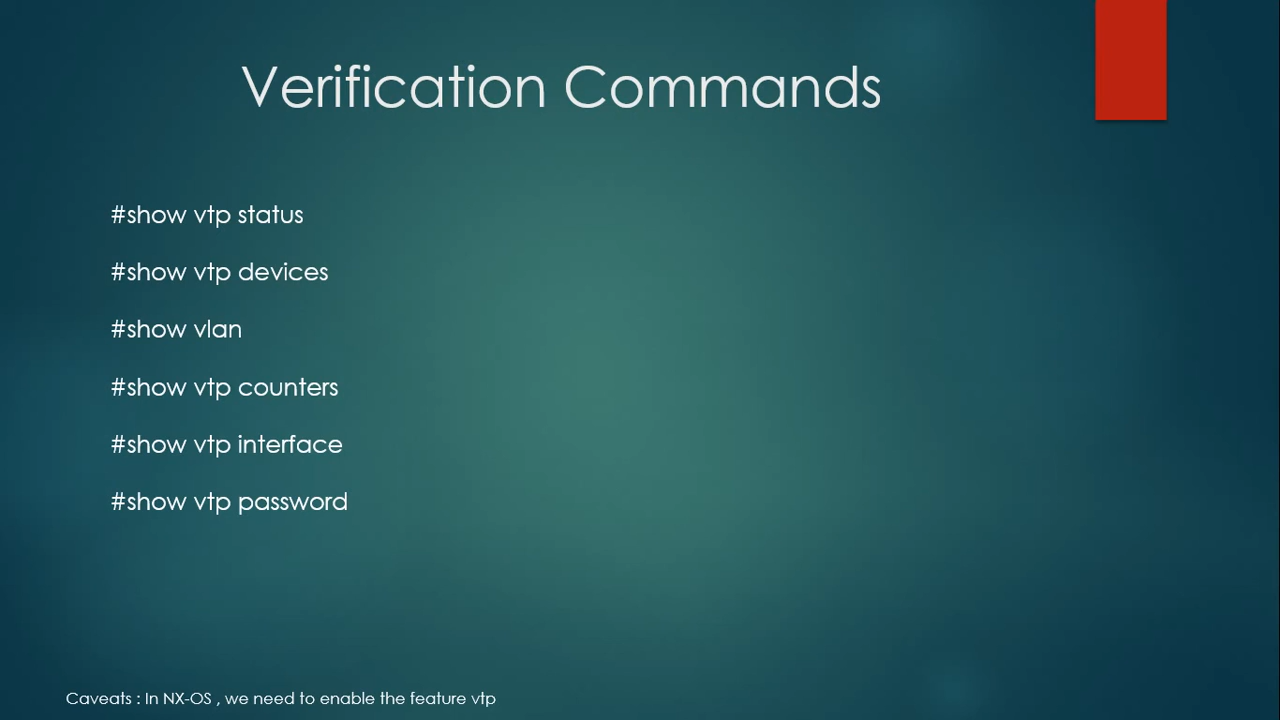 Verification Commands
#show vtp status
#show vtp devices
#show vlan
#show vtp counters
#show vtp interface
#show vtp password
Caveats : In NX-OS , we need to enable the feature vtp